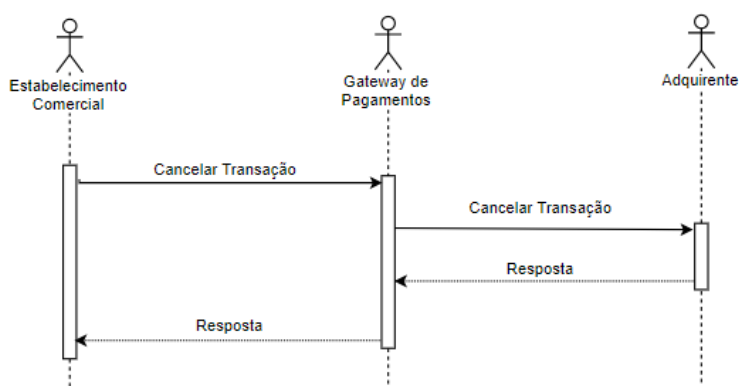 Estabelecimento
Comercial
Gateway de
Pagamentos
Adquirente
Cancelar Transação
Cancelar Transação
Resposta
Resposta